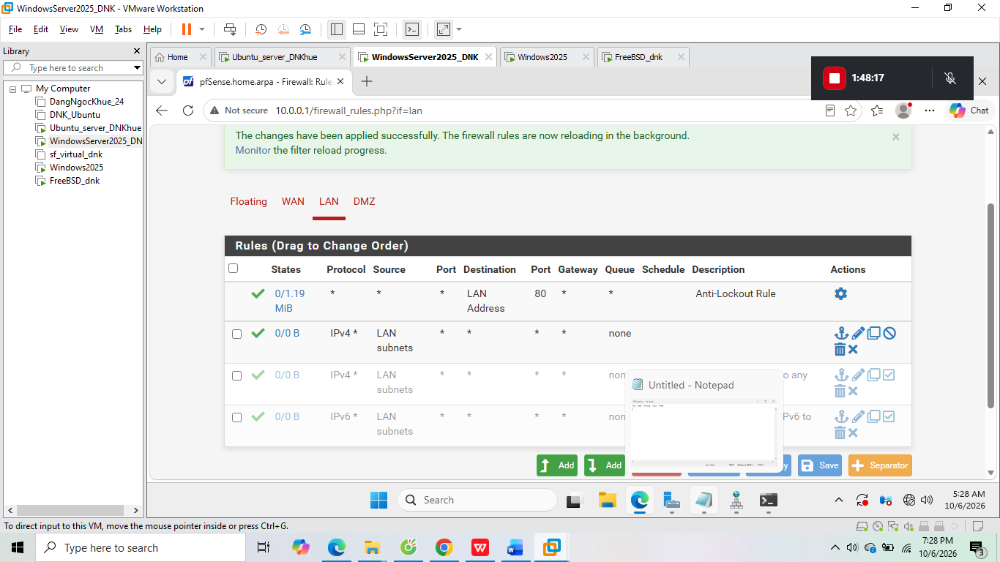 WindowsServer2025_DNK - VMware Workstation
File Edit View VM Tabs Help
Library
Type here to search
My Computer
DangNgocKhue_24
DNK_Ubuntu
Ubuntu_server_DNKhue
WindowsServer2025_DN
sf_virtual_dnk
Windows2025
FreeBSD_dnk
Home Ubuntu_server_DNKhue WindowsServer2025_DNK Windows2025 FreeBSD_dnk
pfSense.home.arpa - Firewall: Rule
1:48:17
Not secure 10.0.0.1/firewall_rules.php?if=lan
Chat
The changes have been applied successfully. The firewall rules are now reloading in the background.
Monitor the filter reload progress.
Floating WAN LAN DMZ
Rules (Drag to Change Order)
States Protocol Source Port Destination Port Gateway Queue Schedule Description Actions
0/1.19 MiB * * * LAN Address 80 * * Anti-Lockout Rule
0/0 B IPv4 * LAN subnets * * * * none
0/0 B IPv4 * LAN subnets * * * * o any
0/0 B IPv6 * LAN subnets * * * * Pv6 to
Untitled - Notepad
Add Add Save Separator
Search
5:28 AM
10/6/2026
To direct input to this VM, move the mouse pointer inside or press Ctrl+G.
Type here to search
7:28 PM
10/6/2026
3